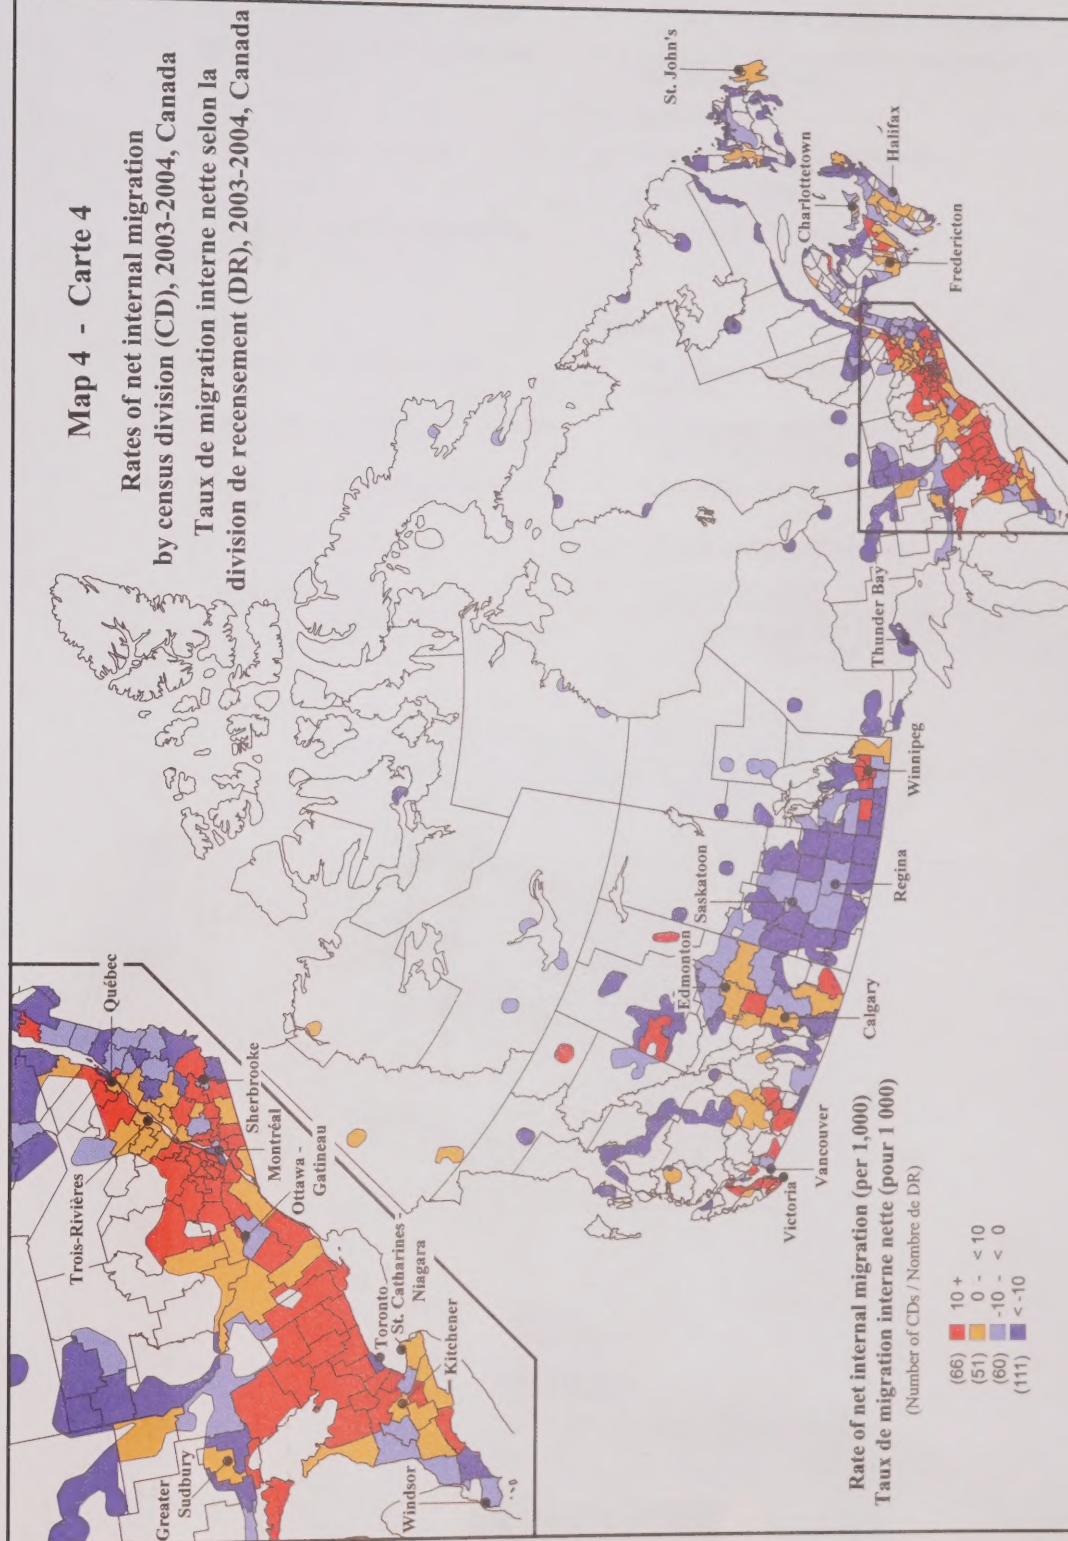 Map 4 - Carte 4
Rates of net internal migration
by census division (CD), 2003-2004, Canada
Taux de migration interne nette selon la
division de recensement (DR), 2003-2004, Canada
Québec
Trois-Rivières
Sherbrooke
Montréal
Ottawa -
Gatineau
Greater
Sudbury
Toronto
St. Catharines -
Niagara
Kitchener
Windsor
St. John's
Charlottetown
Halifax
Fredericton
Thunder Bay
Winnipeg
Saskatoon
Regina
Edmonton
Calgary
Vancouver
Victoria
Rate of net internal migration (per 1,000)
Taux de migration interne nette (pour 1 000)
(Number of CDs / Nombre de DR)
(66) 10 +
(51) 0 - < 10
(60) -10 - < 0
(111) < -10